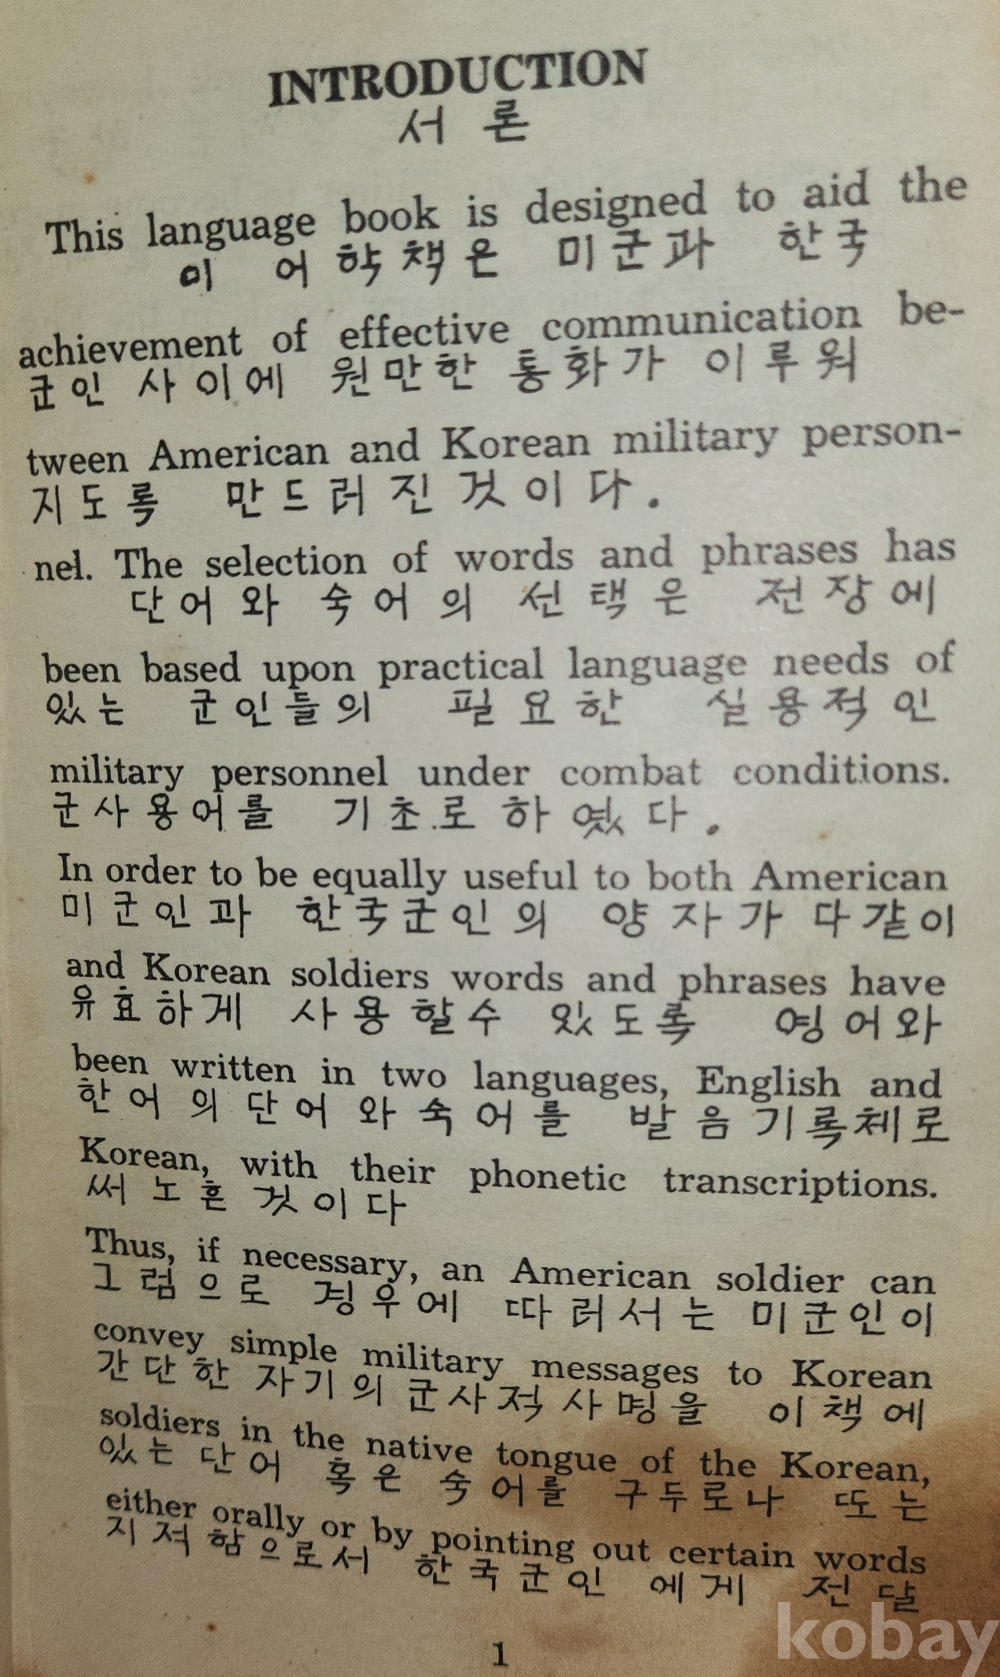 INTRODUCTION
서 론
This language book is designed to aid the
이 어학책은 미군과 한국
achievement of effective communication be-
군인 사이에 원만한 통화가 이루워
tween American and Korean military person-
지도록 만드러진것이다.
nel. The selection of words and phrases has
단어와 숙어의 선택은 전장에
been based upon practical language needs of
있는 군인들의 필요한 실용적인
military personnel under combat conditions.
군사용어를 기초로하였다.
In order to be equally useful to both American
미군인과 한국군인의 양자가 다같이
and Korean soldiers words and phrases have
유효하게 사용할수 있도록 영어와
been written in two languages, English and
한어의 단어와 숙어를 발음기록체로
Korean, with their phonetic transcriptions.
써 노흔 것이다
Thus, if necessary, an American soldier can
그럼으로 경우에 따러서는 미군인이
convey simple military messages to Korean
간단한 자기의 군사적사명을 이책에
soldiers in the native tongue of the Korean,
있는 단어 혹은 숙어를 구두로나 또는
either orally or by pointing out certain words
지적함으로서 한국군인에게 전달
1
kobay